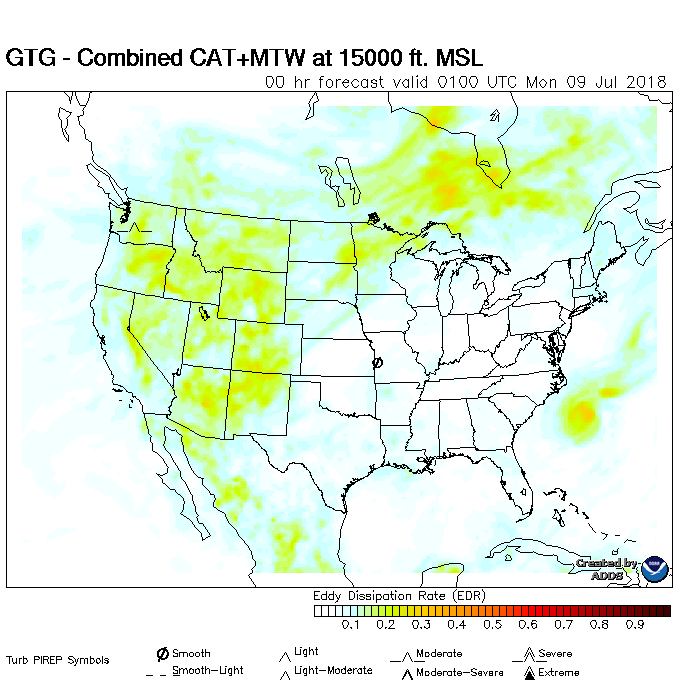 GTG - Combined CAT+MTW at 15000 ft. MSL
00 hr forecast valid 0100 UTC Mon 09 Jul 2018
Created by
ADDS
Eddy Dissipation Rate (EDR)
0.1 0.2 0.3 0.4 0.5 0.6 0.7 0.8 0.9
Turb PIREP Symbols
Smooth Light Moderate Severe
Smooth-Light Light-Moderate Moderate-Severe Extreme